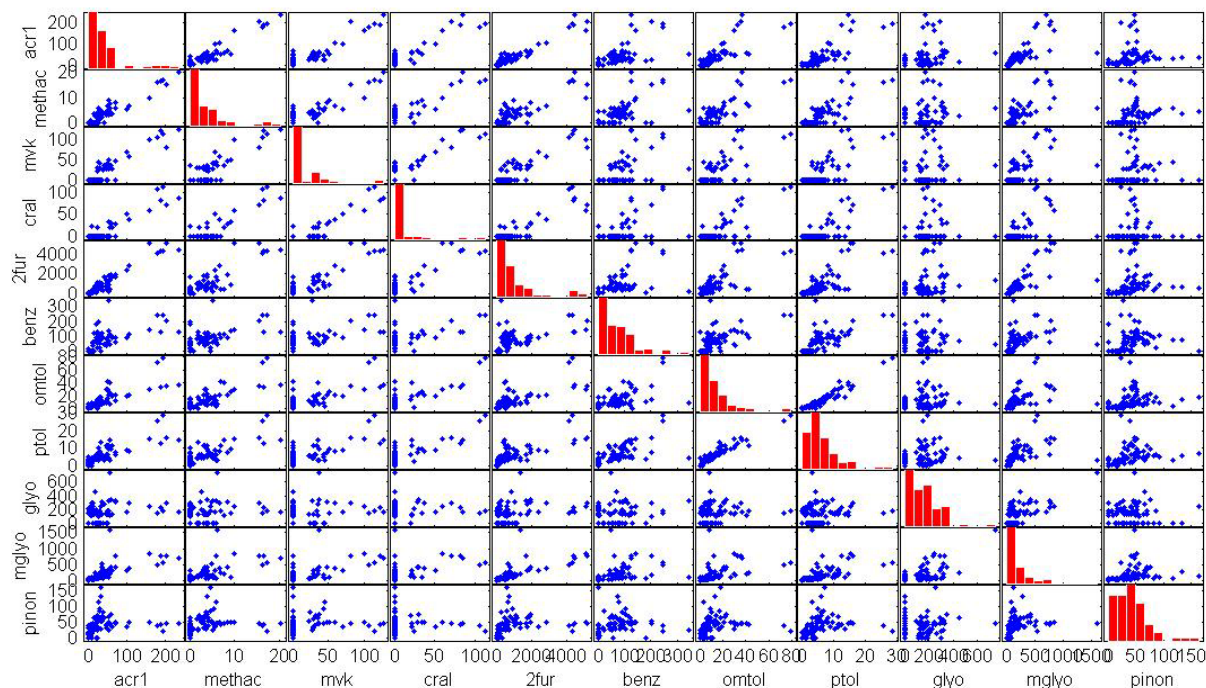 acr1
200
100
0
methac
20
10
0
mvk
100
50
0
cral
100
50
0
2fur
4000
2000
0
benz
300
200
100
0
omtol
80
60
40
20
0
ptol
30
20
10
0
glyo
600
400
200
0
mglyo
1500
1000
500
0
pinon
150
100
50
0
0 100 200
0 10 20
0 50 100
0 50 100
0 2000 4000
0 100 200 300
0 20 40 60 80
0 10 20 30
0 200 400 600
0 500 1000 1500
0 50 100 150
acr1 methac mvk cral 2fur benz omtol ptol glyo mglyo pinon